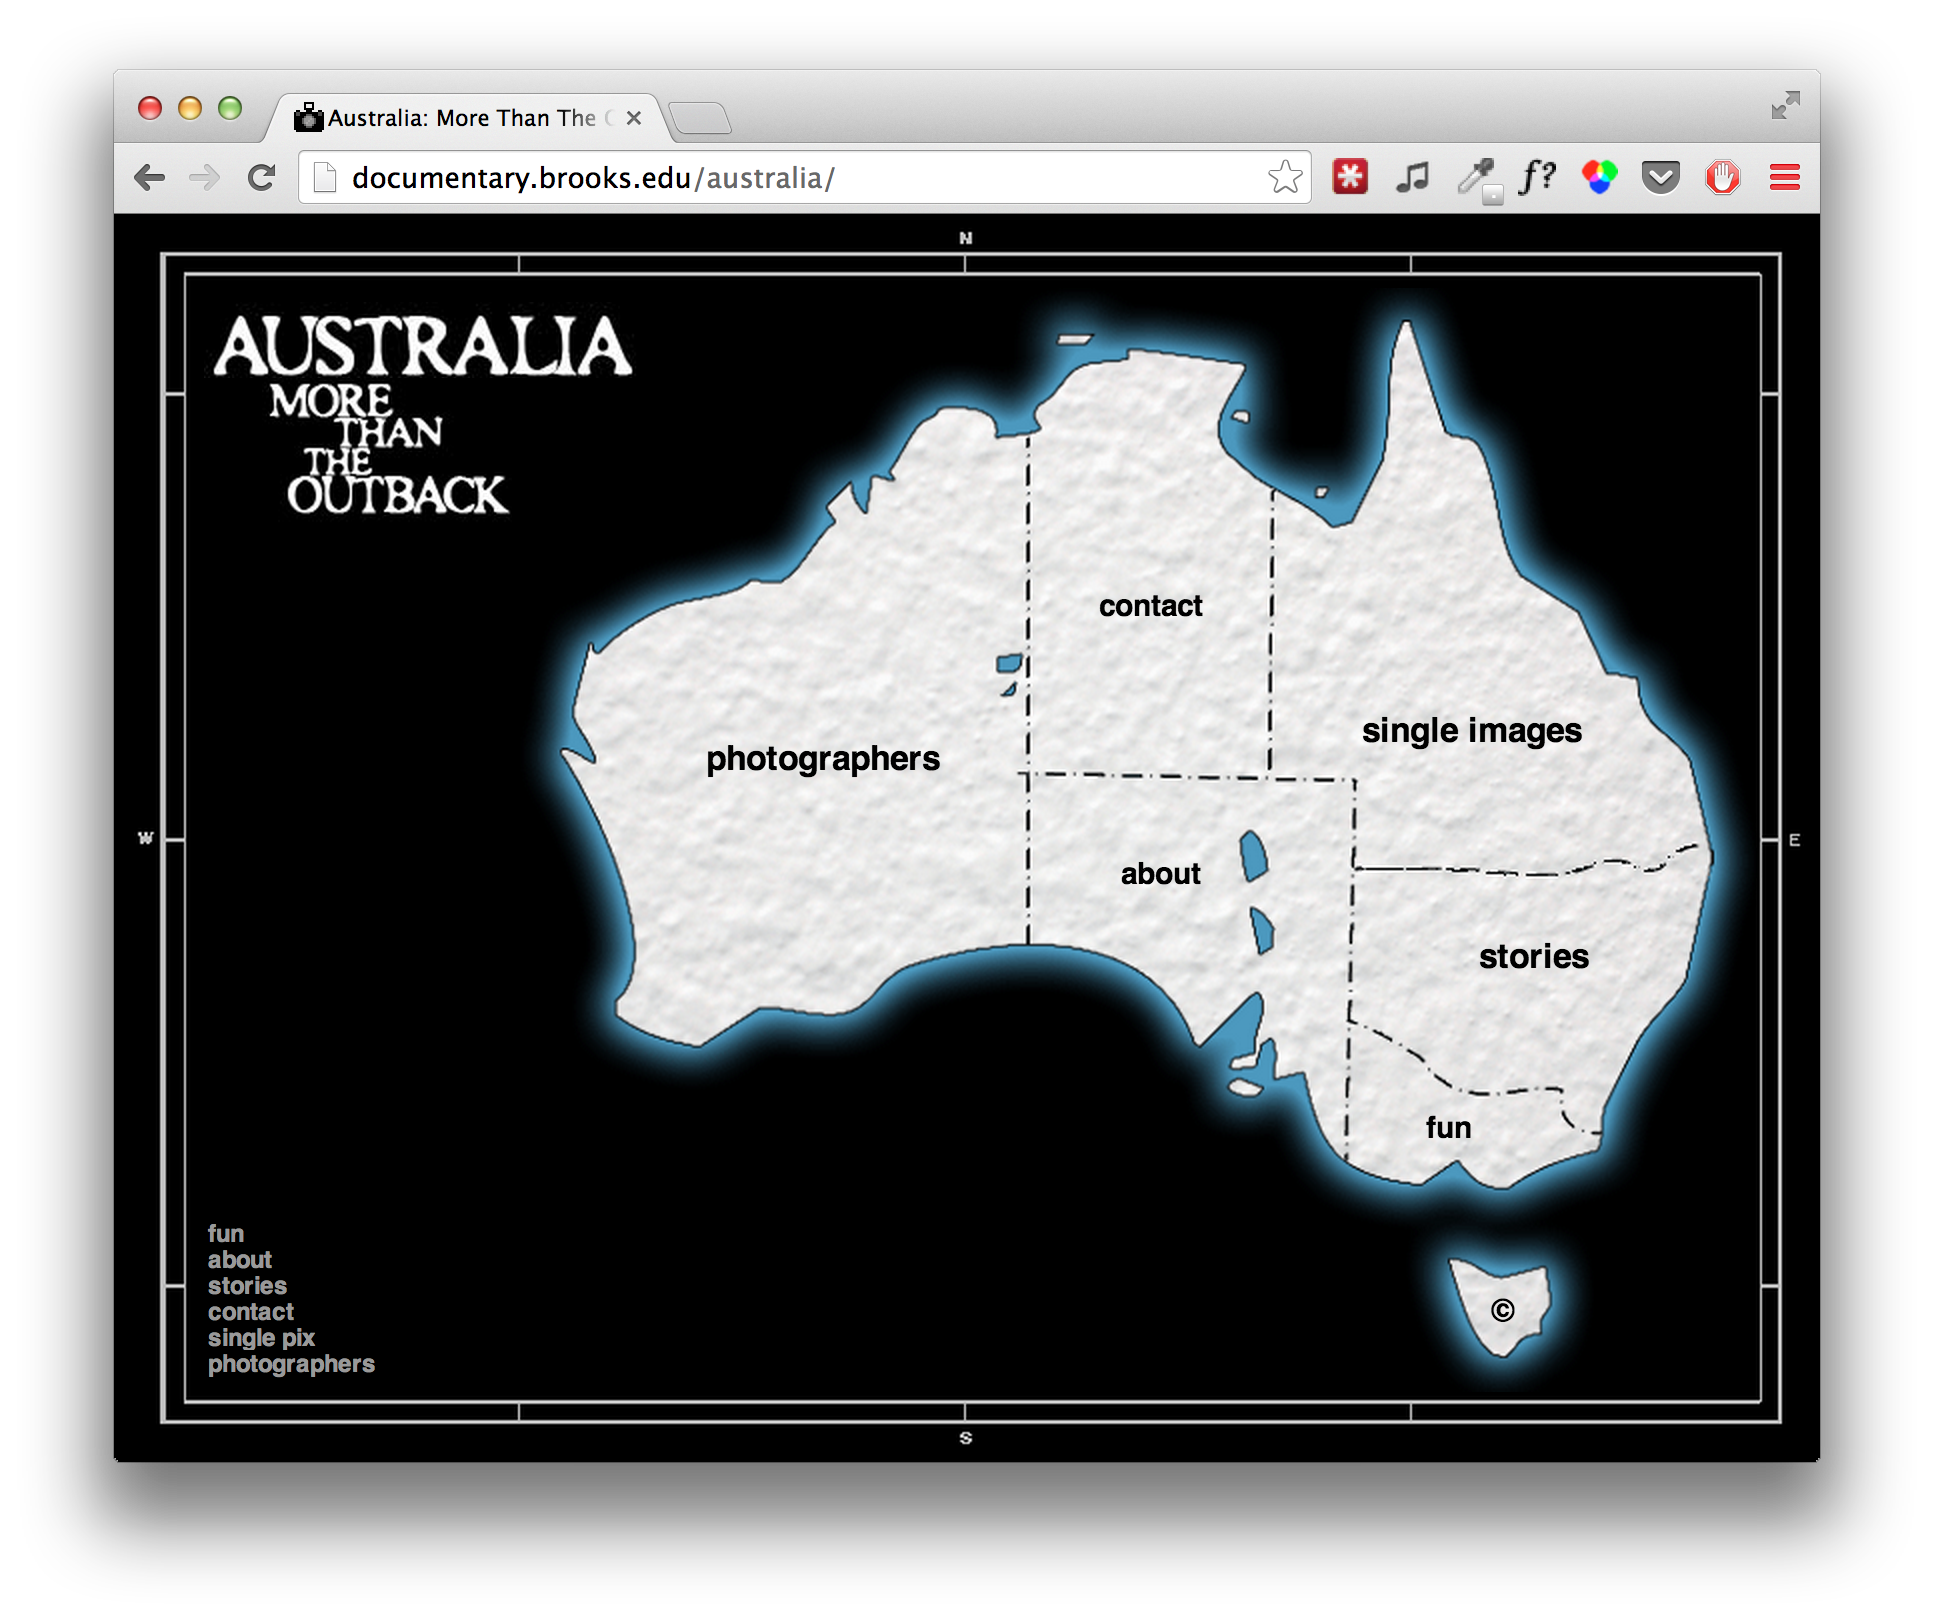 Australia: More Than The
documentary.brooks.edu/australia/
f?
N
AUSTRALIA
MORE
THAN
THE
OUTBACK
contact
single images
photographers
W
E
about
stories
fun
fun
about
stories
contact
single pix
photographers
©
S